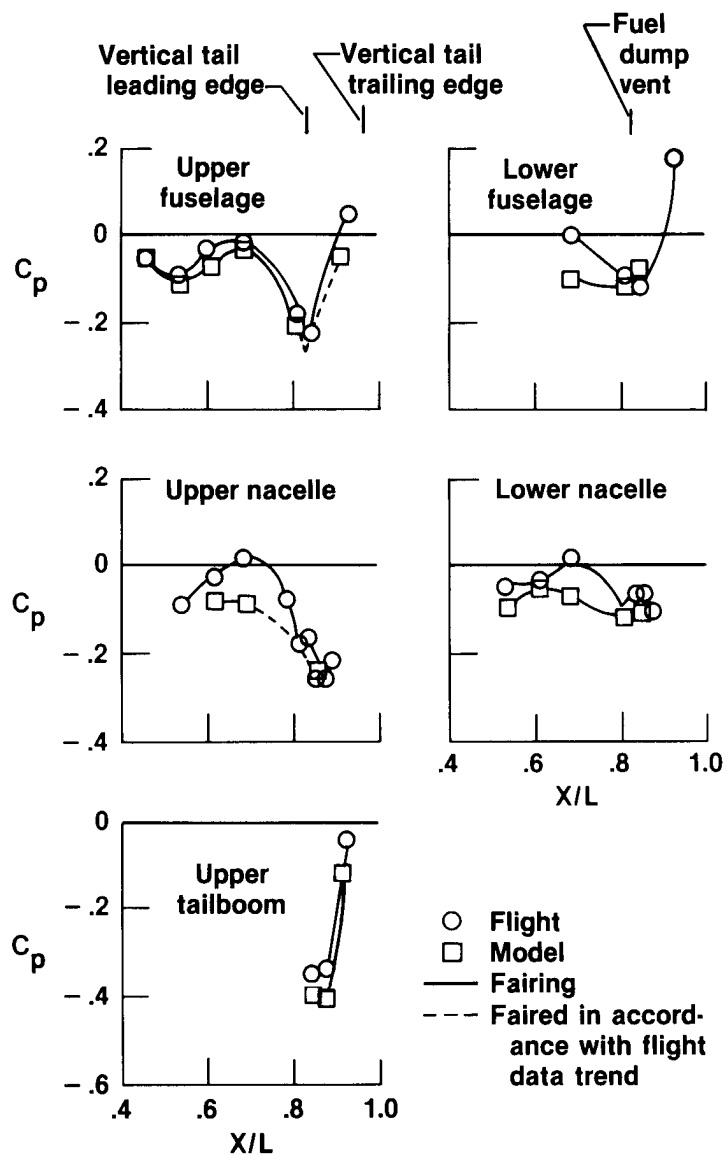 Vertical tail
leading edge
Vertical tail
trailing edge
Fuel
dump
vent
.2
0
− .2
− .4
Cp
Upper
fuselage
Lower
fuselage
.2
0
− .2
− .4
Cp
Upper nacelle
Lower nacelle
.4 .6 .8 1.0
X/L
0
− .2
− .4
− .6
Cp
Upper
tailboom
.4 .6 .8 1.0
X/L
Flight
Model
Fairing
Faired in accord-
ance with flight
data trend